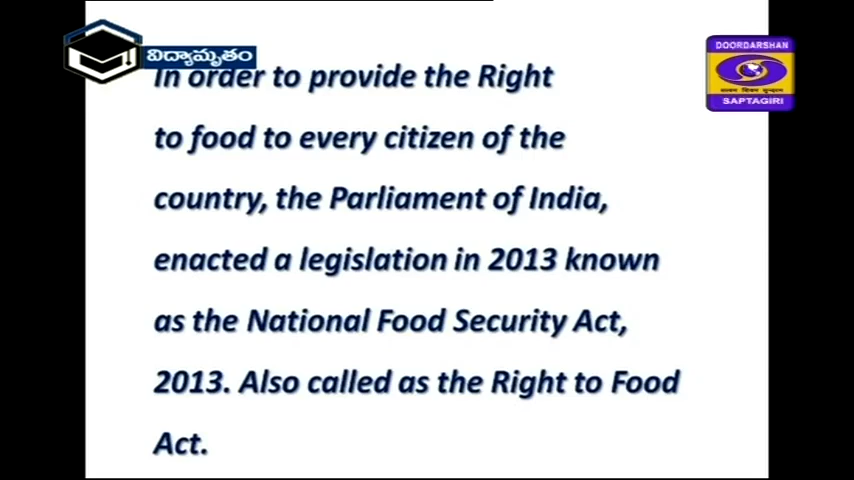 విద్యామృతం
DOORDARSHAN
SAPTAGIRI
In order to provide the Right
to food to every citizen of the
country, the Parliament of India,
enacted a legislation in 2013 known
as the National Food Security Act,
2013. Also called as the Right to Food
Act.